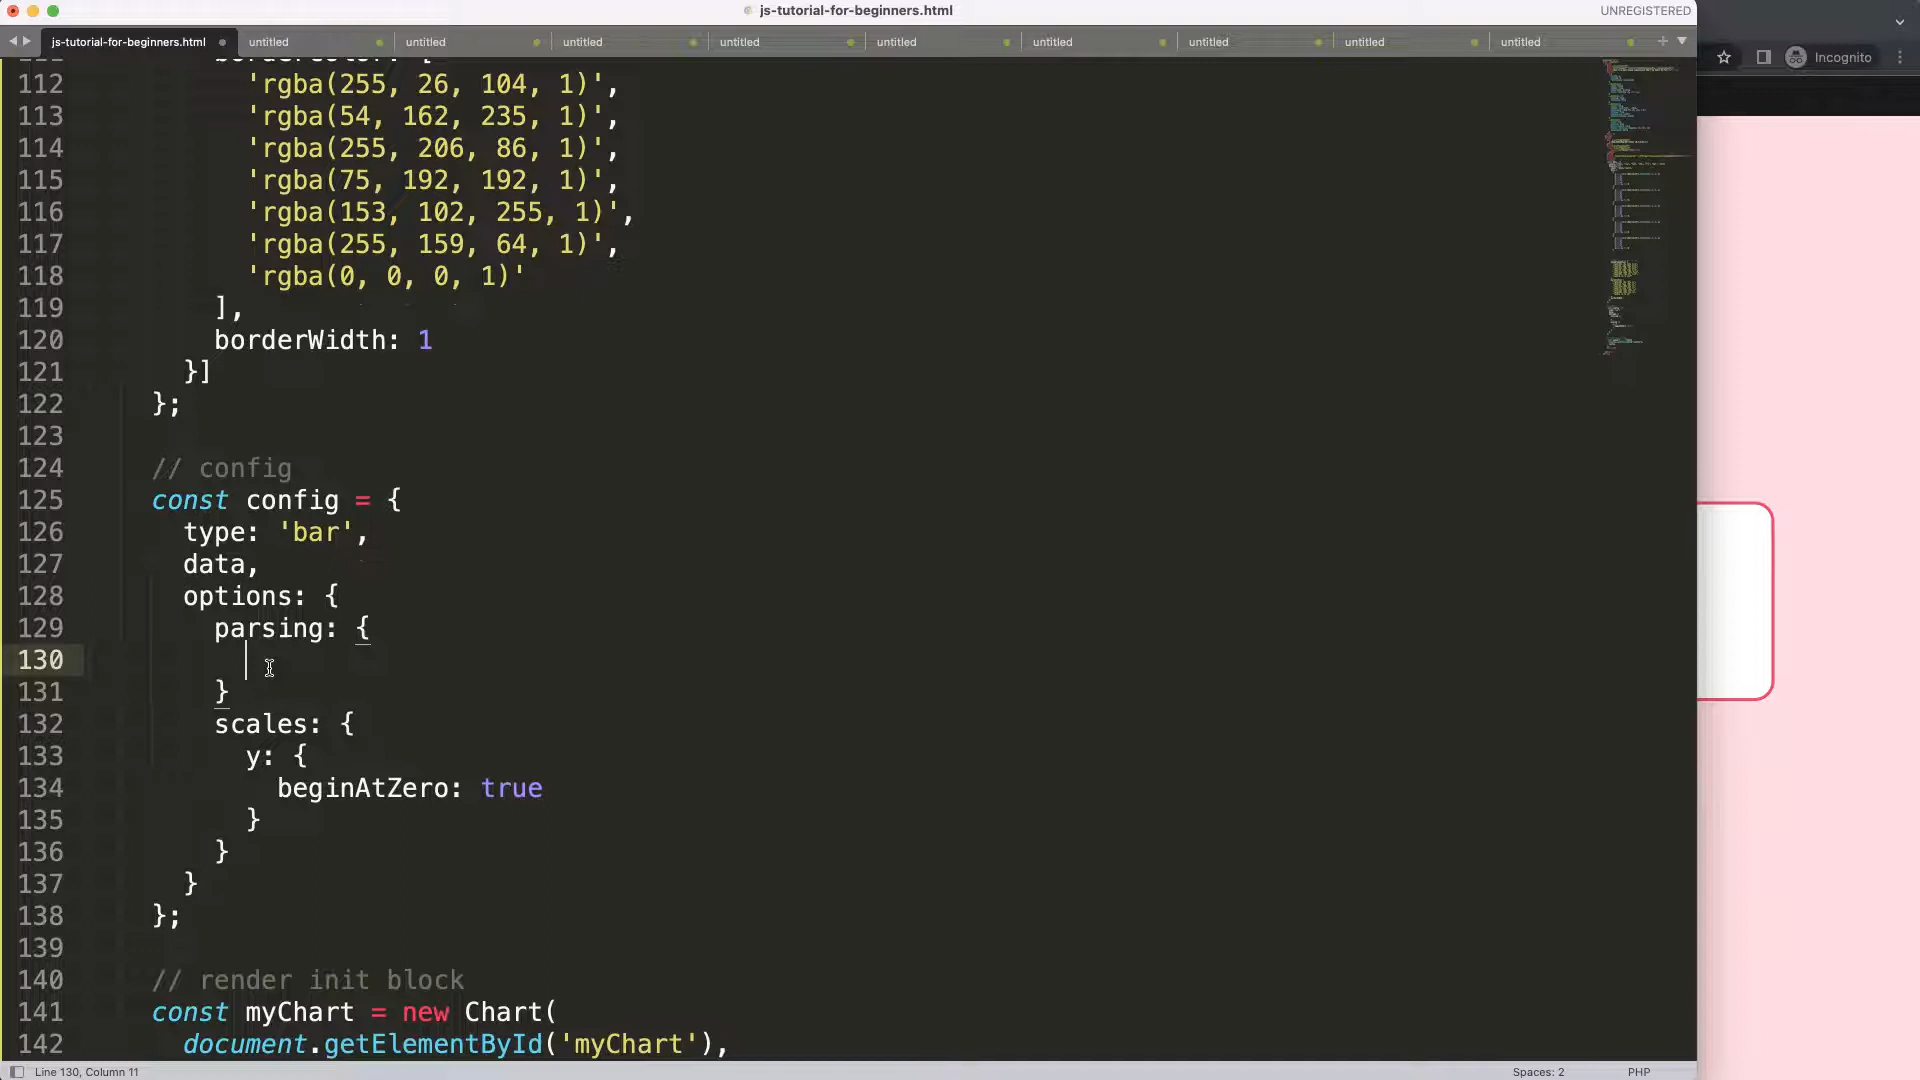 js-tutorial-for-beginners.html
UNREGISTERED
js-tutorial-for-beginners.html untitled untitled untitled untitled untitled untitled untitled untitled untitled
Incognito
111 borderColor: [
112 'rgba(255, 26, 104, 1)',
113 'rgba(54, 162, 235, 1)',
114 'rgba(255, 206, 86, 1)',
115 'rgba(75, 192, 192, 1)',
116 'rgba(153, 102, 255, 1)',
117 'rgba(255, 159, 64, 1)',
118 'rgba(0, 0, 0, 1)'
119 ],
120 borderWidth: 1
121 }]
122 };
123
124 // config
125 const config = {
126 type: 'bar',
127 data,
128 options: {
129 parsing: {
130
131 }
132 scales: {
133 y: {
134 beginAtZero: true
135 }
136 }
137 }
138 };
139
140 // render init block
141 const myChart = new Chart(
142 document.getElementById('myChart'),
Line 130, Column 11
Spaces: 2
PHP